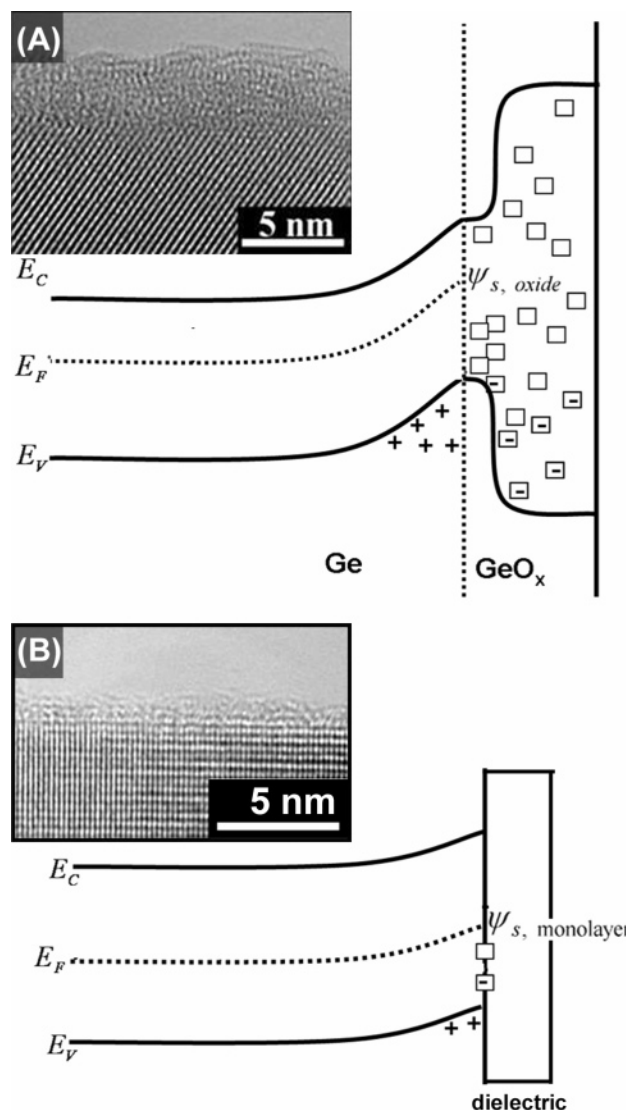 (A)
5 nm
E_C
ψ_s, oxide
E_F
-
-
-
-
-
-
+
+ +
+ + +
E_V
Ge GeO_x
(B)
5 nm
E_C
ψ_s, monolayer
E_F
-
+ +
E_V
dielectric